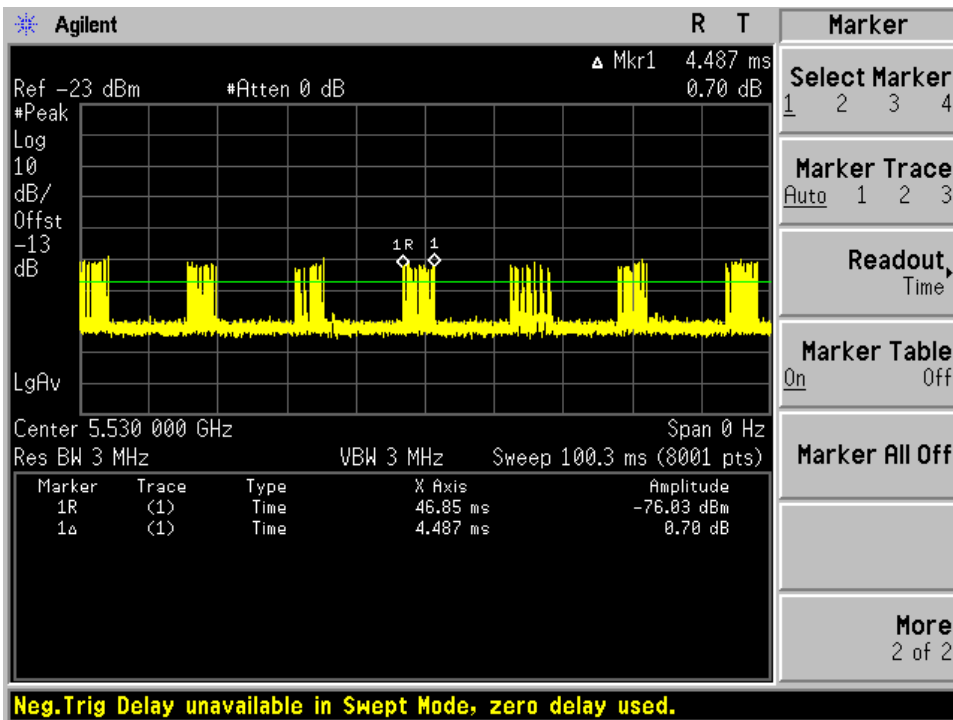 Agilent R T
Δ Mkr1 4.487 ms
Ref -23 dBm #Atten 0 dB 0.70 dB
#Peak
Log
10
dB/
Offst
-13
dB
1R 1
LgAv
Center 5.530 000 GHz Span 0 Hz
Res BW 3 MHz VBW 3 MHz Sweep 100.3 ms (8001 pts)
Marker Trace Type X Axis Amplitude
1R (1) Time 46.85 ms -76.03 dBm
1Δ (1) Time 4.487 ms 0.70 dB
Neg.Trig Delay unavailable in Swept Mode, zero delay used.
Marker
Select Marker
1 2 3 4
Marker Trace
Auto 1 2 3
Readout
Time
Marker Table
On Off
Marker All Off
More
2 of 2